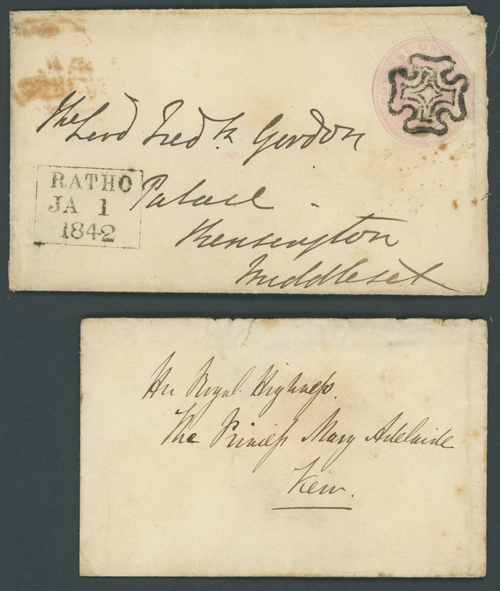 The Lord Fredk Gordon
Palace
Kensington
Middlesex
RATHO
JA 1
1842
Her Royal Highness
The Princess Mary Adelaide
Kew.